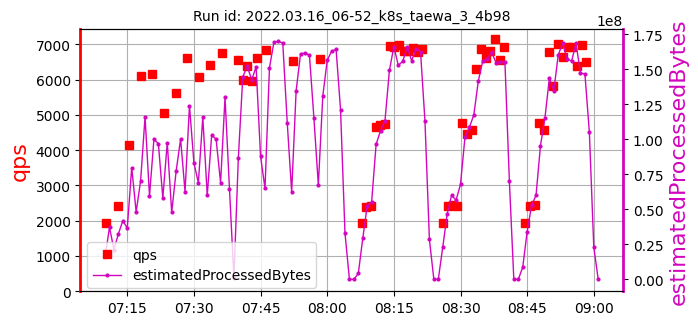 Run id: 2022.03.16_06-52_k8s_taewa_3_4b98
1e8
7000
6000
5000
4000
3000
2000
1000
0
qps
1.75
1.50
1.25
1.00
0.75
0.50
0.25
0.00
estimatedProcessedBytes
qps
estimatedProcessedBytes
07:15 07:30 07:45 08:00 08:15 08:30 08:45 09:00